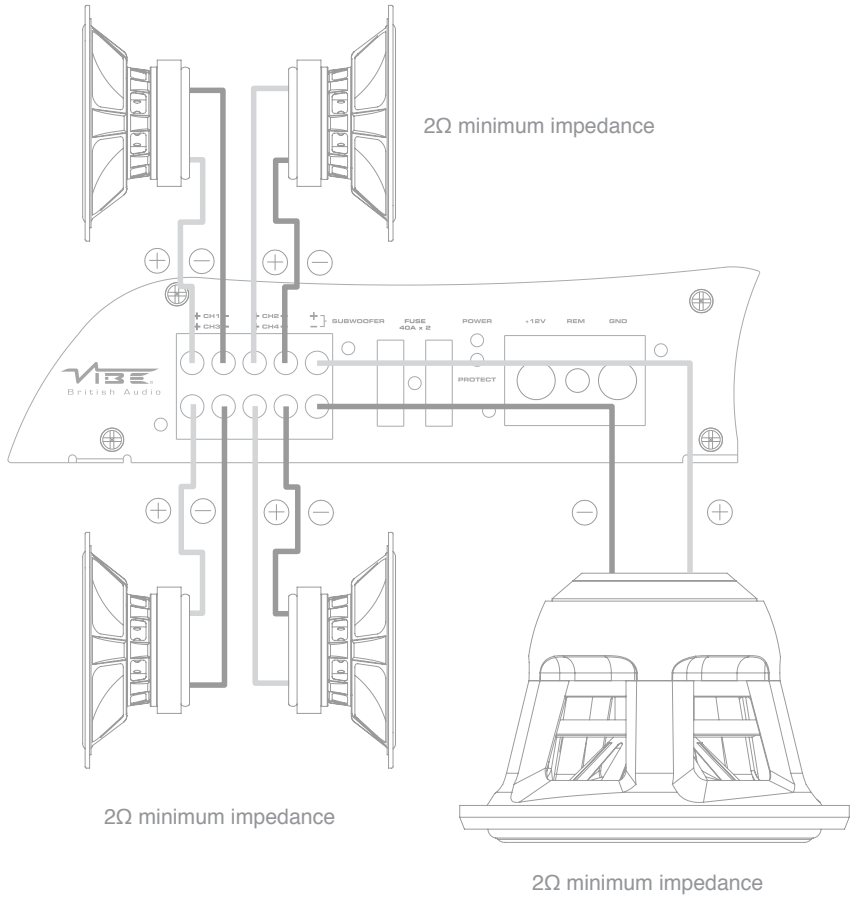 2Ω minimum impedance
+ −
+ −
+ CH1 − + CH2 − + SUBWOOFER FUSE POWER +12V REM GND
+ CH3 − + CH4 − − 40A x 2
PROTECT
VIBE
British Audio
+ − + − − +
2Ω minimum impedance
2Ω minimum impedance